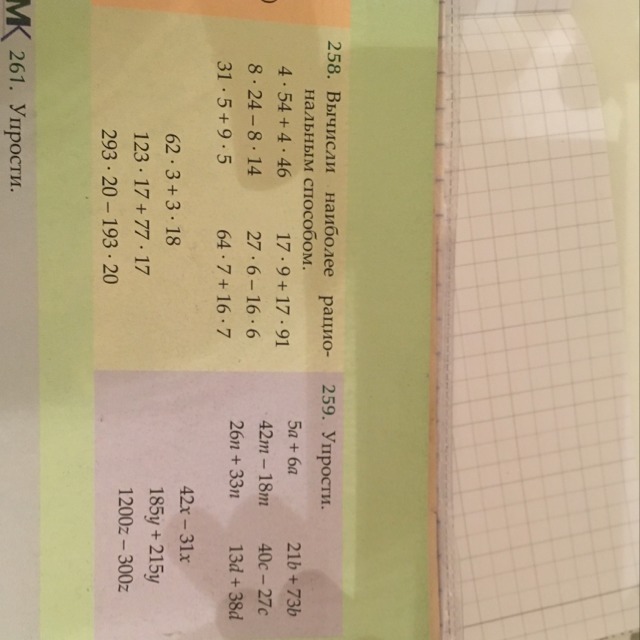 258. Вычисли наиболее рацио-
нальным способом.
4 · 54 + 4 · 46 17 · 9 + 17 · 91
8 · 24 – 8 · 14 27 · 6 – 16 · 6
31 · 5 + 9 · 5 64 · 7 + 16 · 7
62 · 3 + 3 · 18
123 · 17 + 77 · 17
293 · 20 – 193 · 20
259. Упрости.
5a + 6a 21b + 73b
42m – 18m 40c – 27c
26n + 33n 13d + 38d
42x – 31x
185y + 215y
1200z – 300z
261. Упрости.